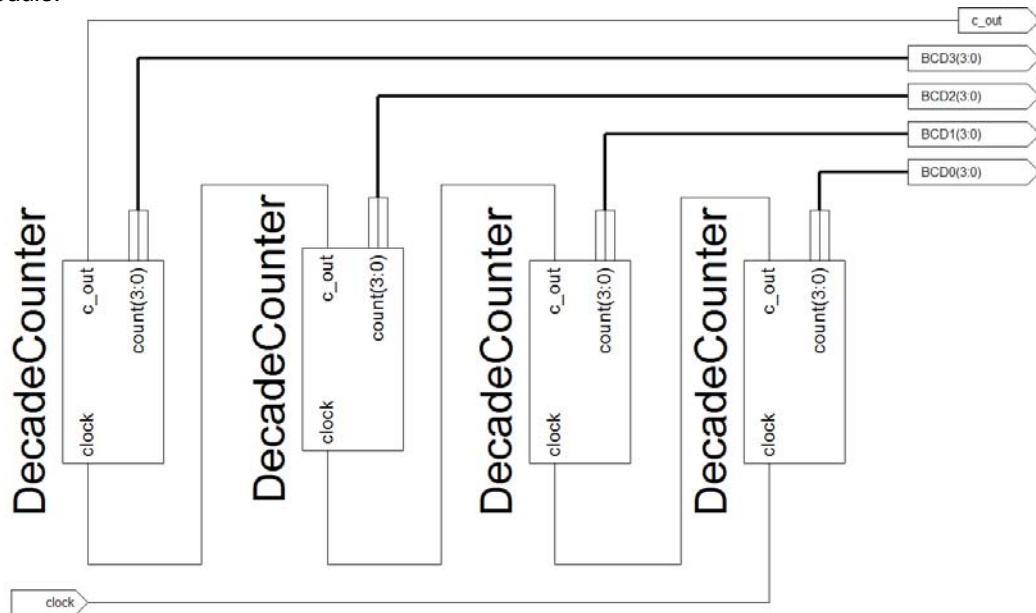 c_out
BCD3(3:0)
BCD2(3:0)
BCD1(3:0)
BCD0(3:0)
DecadeCounter
c_out
count(3:0)
clock
DecadeCounter
c_out
count(3:0)
clock
DecadeCounter
c_out
count(3:0)
clock
DecadeCounter
c_out
count(3:0)
clock
clock